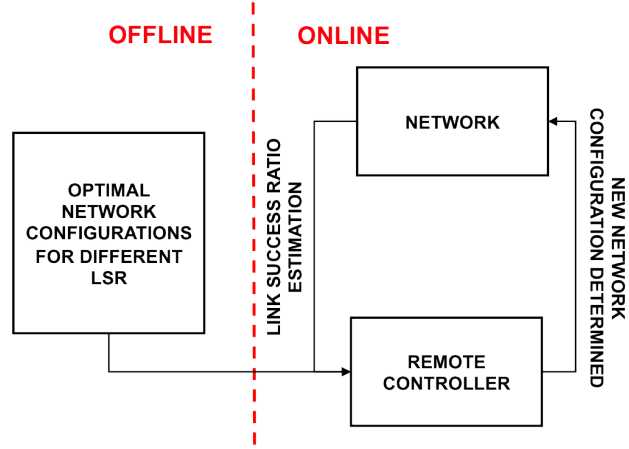 OFFLINE
ONLINE
OPTIMAL
NETWORK
CONFIGURATIONS
FOR DIFFERENT
LSR
LINK SUCCESS RATIO
ESTIMATION
NETWORK
REMOTE
CONTROLLER
NEW NETWORK
CONFIGURATION DETERMINED